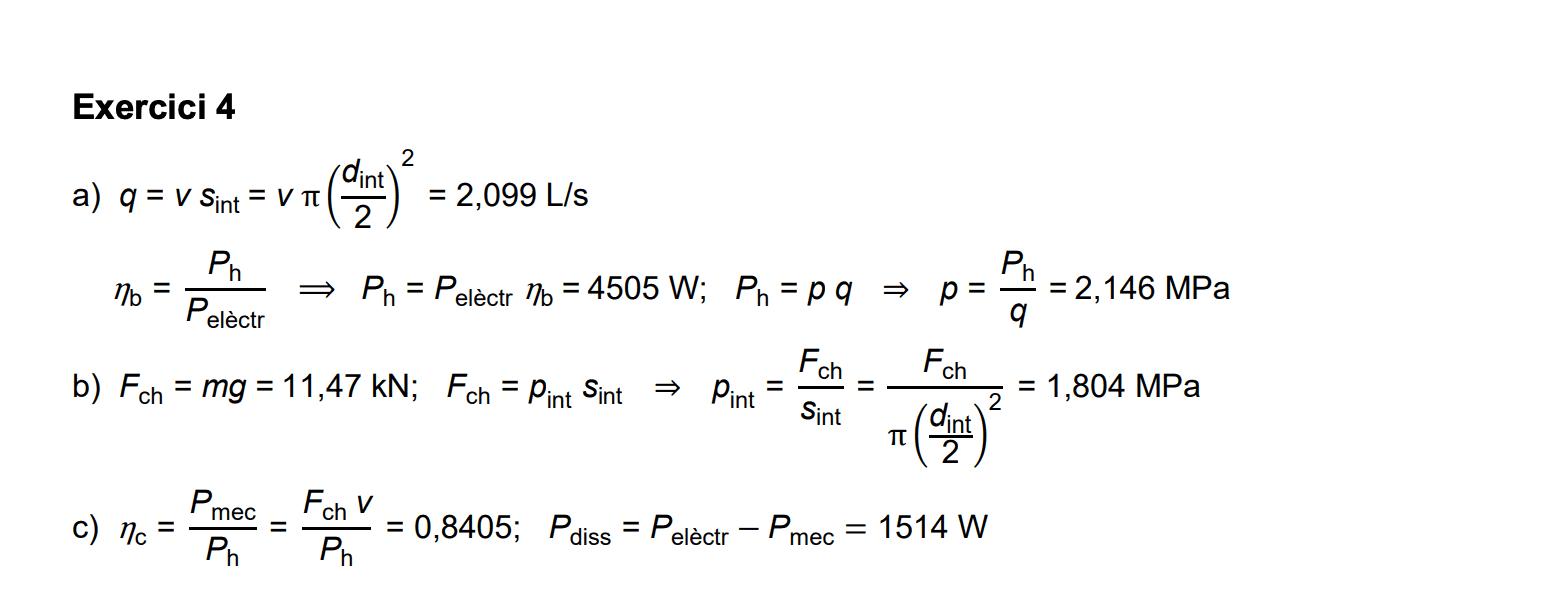 Exercici 4
a) q = v s_int = v π (d_int / 2)² = 2,099 L/s
η_b = P_h / P_elèctr ⟹ P_h = P_elèctr η_b = 4505 W; P_h = p q ⇒ p = P_h / q = 2,146 MPa
b) F_ch = mg = 11,47 kN; F_ch = p_int s_int ⇒ p_int = F_ch / s_int = F_ch / π (d_int / 2)² = 1,804 MPa
c) η_c = P_mec / P_h = F_ch v / P_h = 0,8405; P_diss = P_elèctr − P_mec = 1514 W